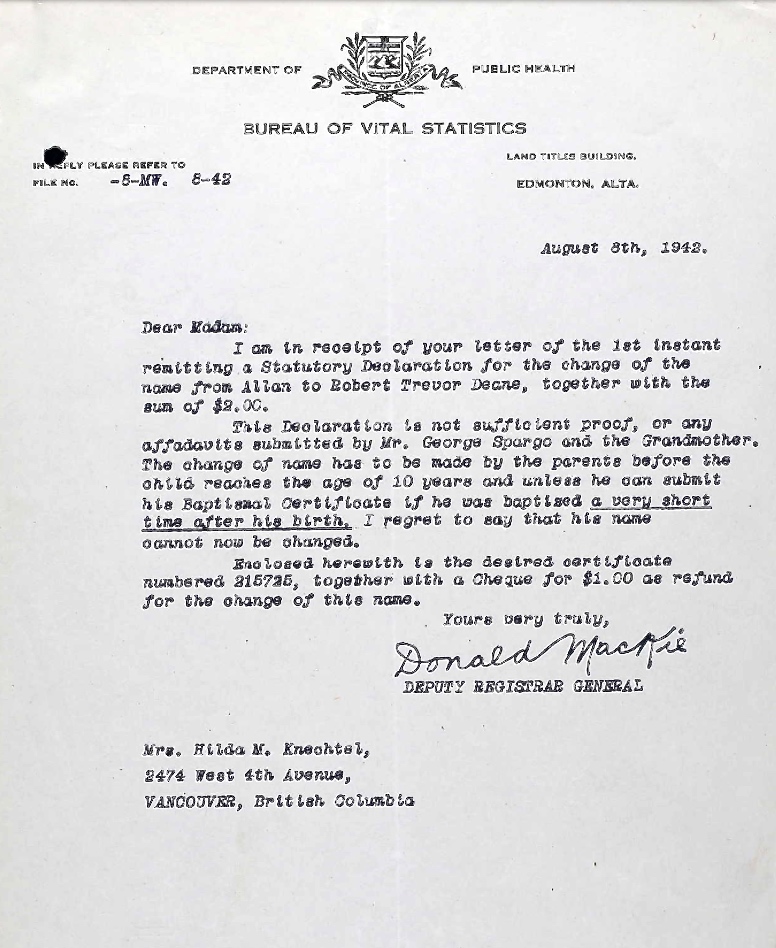 DEPARTMENT OF PUBLIC HEALTH
PROVINCE OF ALBERTA
BUREAU OF VITAL STATISTICS
IN REPLY PLEASE REFER TO
FILE NO. -S-MW. 8-42
LAND TITLES BUILDING.
EDMONTON, ALTA.
August 8th, 1942.
Dear Madam:
I am in receipt of your letter of the 1st instant
remitting a Statutory Declaration for the change of the
name from Allan to Robert Trevor Deane, together with the
sum of $2.00.
This Declaration is not sufficient proof, or any
affadavits submitted by Mr. George Spargo and the Grandmother.
The change of name has to be made by the parents before the
child reaches the age of 10 years and unless he can submit
his Baptismal Certificate if he was baptised a very short
time after his birth. I regret to say that his name
cannot now be changed.
Enclosed herewith is the desired certificate
numbered 215725, together with a Cheque for $1.00 as refund
for the change of this name.
Yours very truly,
Donald MacKie
DEPUTY REGISTRAR GENERAL
Mrs. Hilda M. Knechtel,
2474 West 4th Avenue,
VANCOUVER, British Columbia